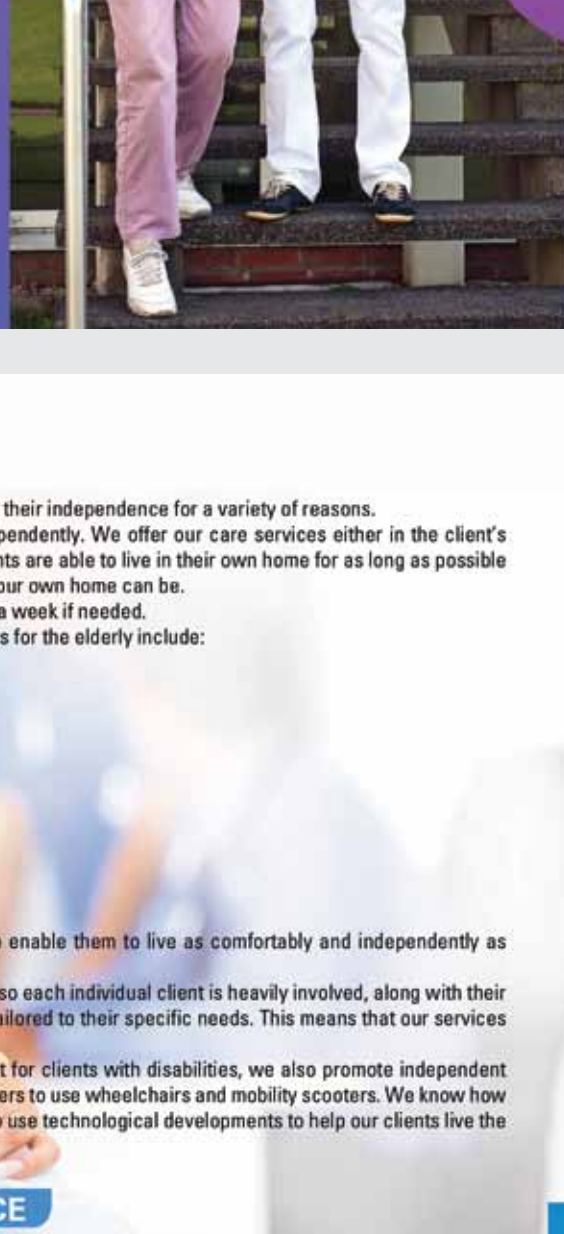 their independence for a variety of reasons.
pendently. We offer our care services either in the client's
nts are able to live in their own home for as long as possible
our own home can be.
a week if needed.
s for the elderly include:
enable them to live as comfortably and independently as
so each individual client is heavily involved, along with their
ailored to their specific needs. This means that our services
t for clients with disabilities, we also promote independent
ers to use wheelchairs and mobility scooters. We know how
use technological developments to help our clients live the
CE